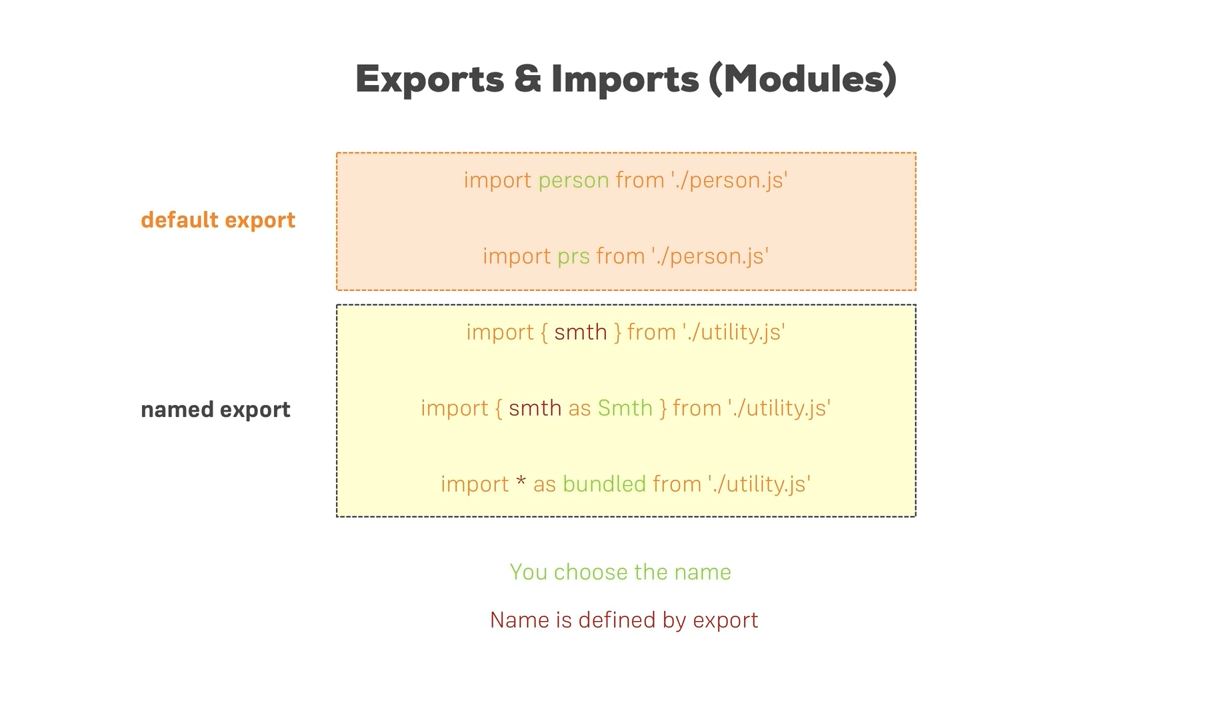 Exports & Imports (Modules)
default export
import person from './person.js'
import prs from './person.js'
named export
import { smth } from './utility.js'
import { smth as Smth } from './utility.js'
import * as bundled from './utility.js'
You choose the name
Name is defined by export